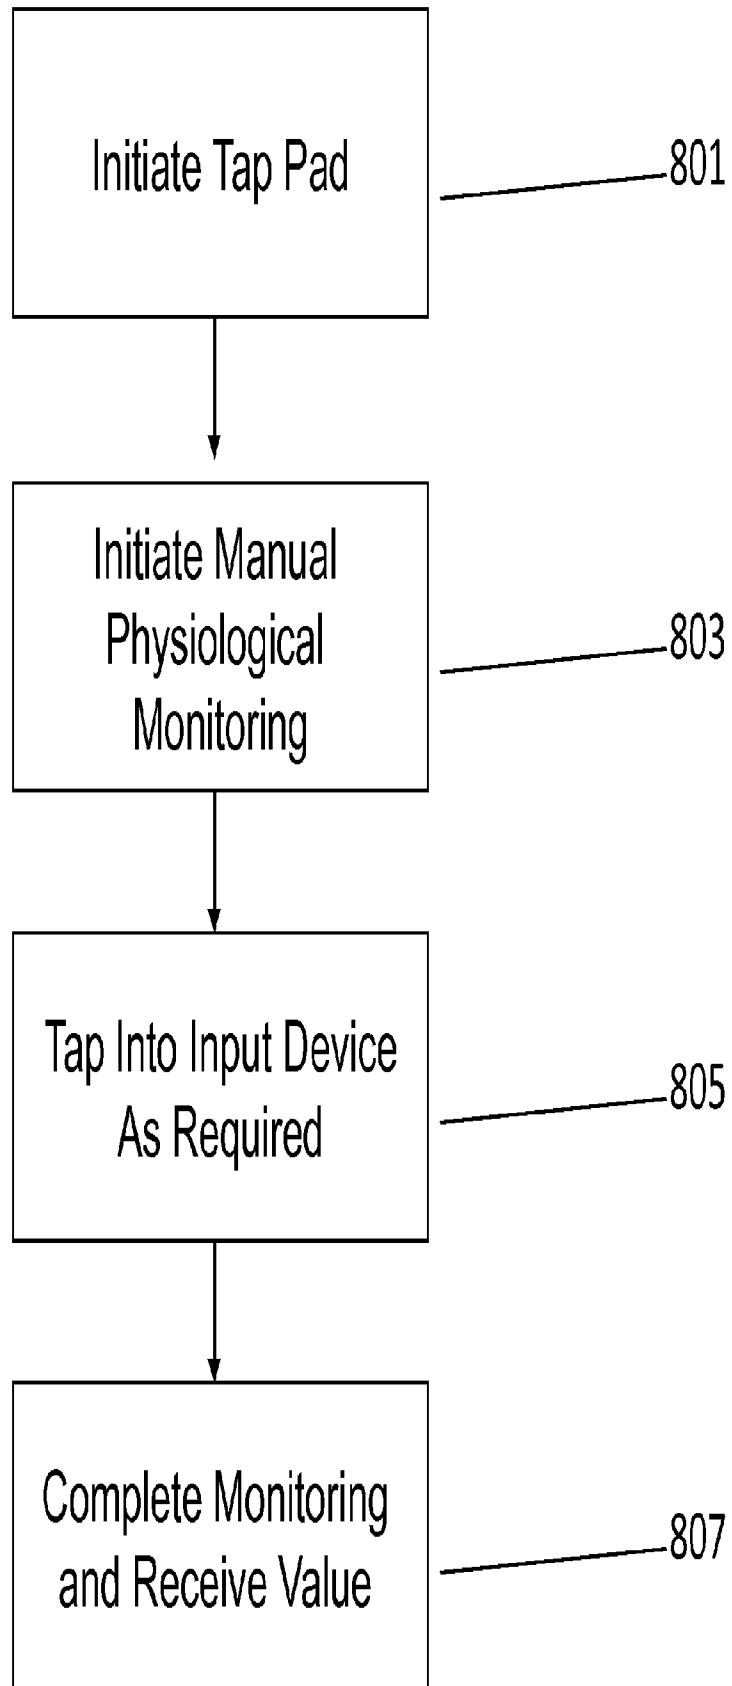 Initiate Tap Pad
801
Initiate Manual
Physiological
Monitoring
803
Tap Into Input Device
As Required
805
Complete Monitoring
and Receive Value
807